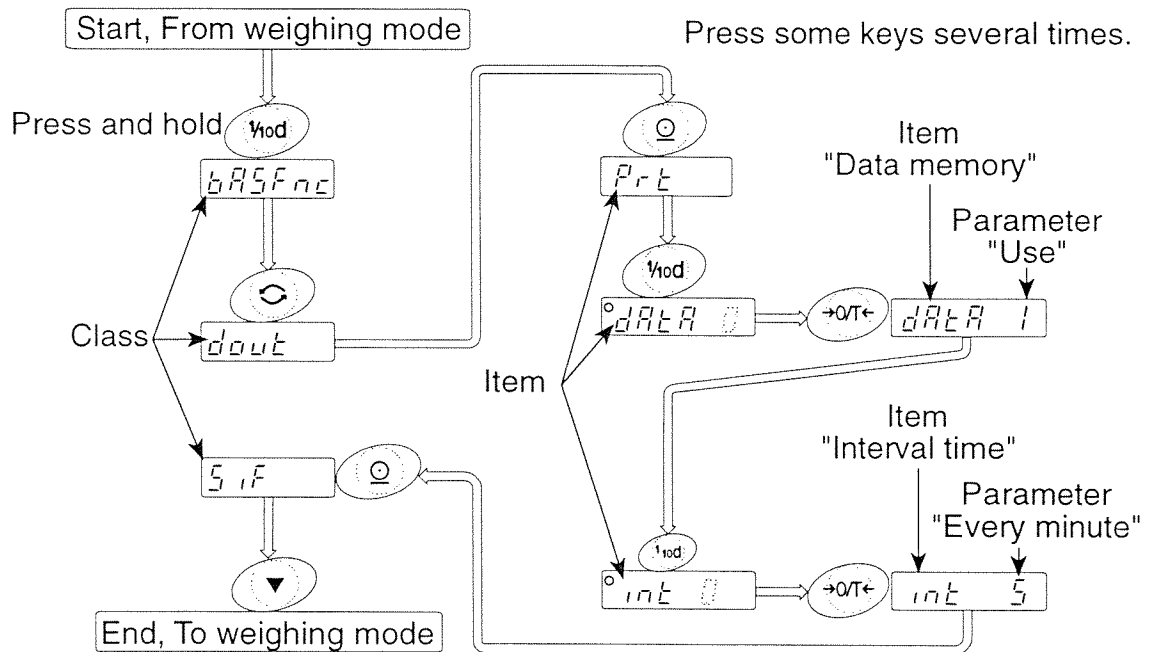 Start, From weighing mode
Press some keys several times.
Press and hold
1/10d
bASFnc
Class
dout
Prt
1/10d
Item
"Data memory"
Parameter
"Use"
dAtA 0
→0/T←
dAtA 1
Item
Item
"Interval time"
Parameter
"Every minute"
SiF
1/10d
int 0
→0/T←
int 5
End, To weighing mode